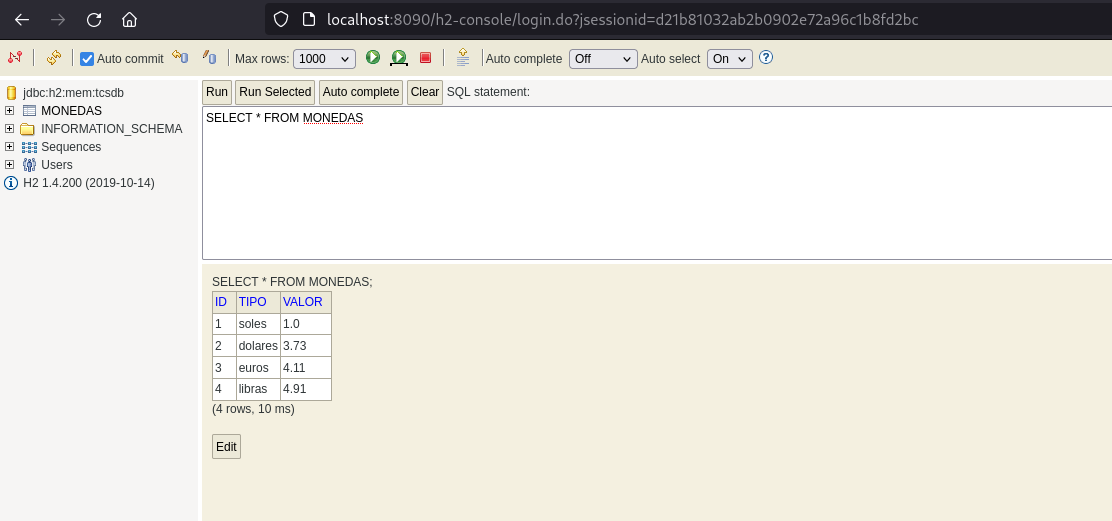 localhost:8090/h2-console/login.do?jsessionid=d21b81032ab2b0902e72a96c1b8fd2bc
Auto commit Max rows: 1000 Auto complete Off Auto select On
jdbc:h2:mem:tcsdb
MONEDAS
INFORMATION_SCHEMA
Sequences
Users
H2 1.4.200 (2019-10-14)
Run Run Selected Auto complete Clear SQL statement:
SELECT * FROM MONEDAS
SELECT * FROM MONEDAS;
ID TIPO VALOR
1 soles 1.0
2 dolares 3.73
3 euros 4.11
4 libras 4.91
(4 rows, 10 ms)
Edit